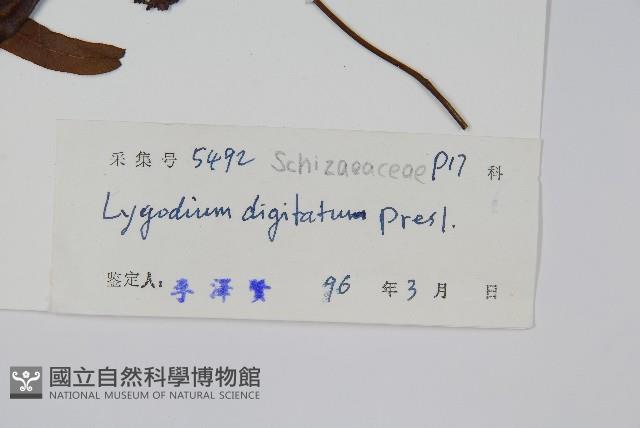 采集号 5492 Schizaeaceae P17 科
Lygodium digitatum Presl.
鉴定人: 李泽贤 96 年 3 月 日
國立自然科學博物館
NATIONAL MUSEUM OF NATURAL SCIENCE